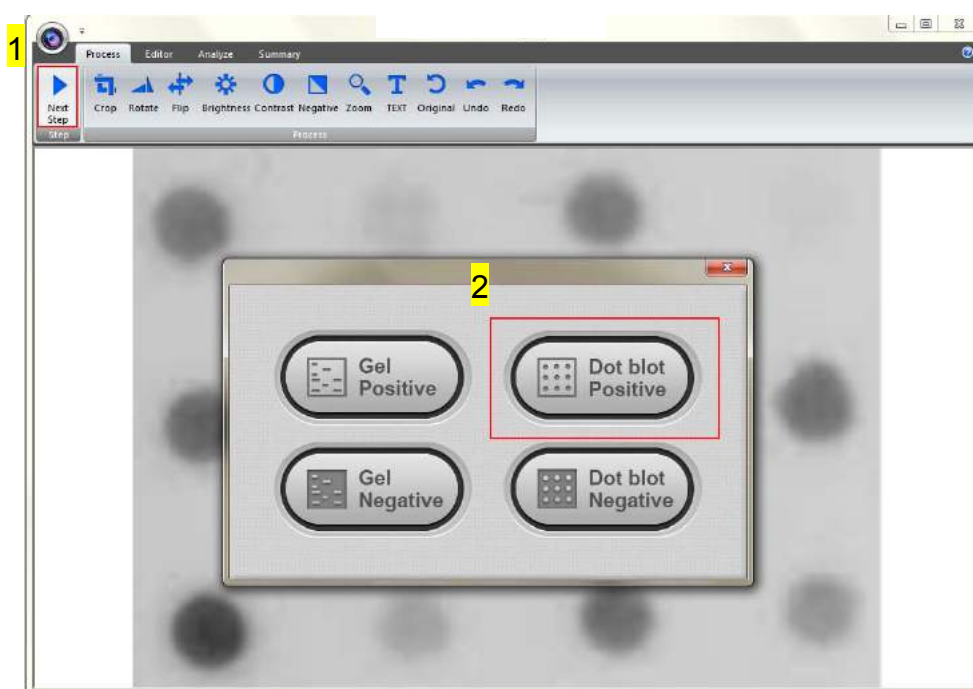 1
Process Editor Analyze Summary
Next
Step
Crop Rotate Flip Brightness Contrast Negative Zoom TEXT Original Undo Redo
Step Process
2
Gel
Positive
Dot blot
Positive
Gel
Negative
Dot blot
Negative